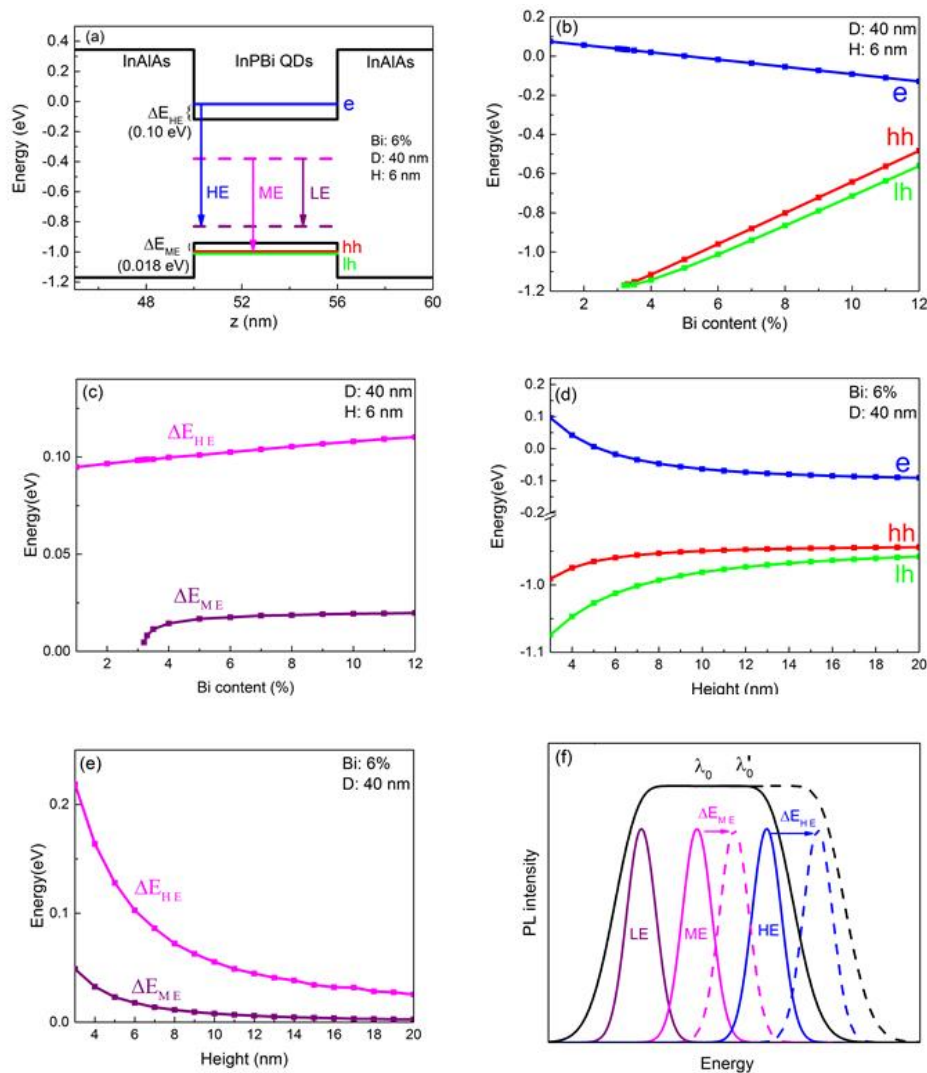 (a)
InAlAs InPBi QDs InAlAs
e
ΔE_HE
(0.10 eV)
Bi: 6%
D: 40 nm
H: 6 nm
HE ME LE
ΔE_ME
(0.018 eV)
hh
lh
0.4
0.2
0.0
-0.2
-0.4
-0.6
-0.8
-1.0
-1.2
Energy (eV)
48 52 56 60
z (nm)
(b)
D: 40 nm
H: 6 nm
e
hh
lh
0.2
0.0
-0.2
-0.4
-0.6
-0.8
-1.0
-1.2
Energy (eV)
2 4 6 8 10 12
Bi content (%)
(c)
D: 40 nm
H: 6 nm
ΔE_HE
ΔE_ME
0.10
0.05
0.00
Energy(eV)
2 4 6 8 10 12
Bi content (%)
(d)
Bi: 6%
D: 40 nm
e
hh
lh
0.2
0.1
0.0
-0.1
-0.2
-1.0
-1.1
Energy(eV)
4 6 8 10 12 14 16 18 20
Height(nm)
(e)
Bi: 6%
D: 40 nm
ΔE_HE
ΔE_ME
0.2
0.1
0.0
Energy(eV)
4 6 8 10 12 14 16 18 20
Height (nm)
(f)
λ₀ λ₀'
ΔE_ME ΔE_HE
LE ME HE
PL intensity
Energy